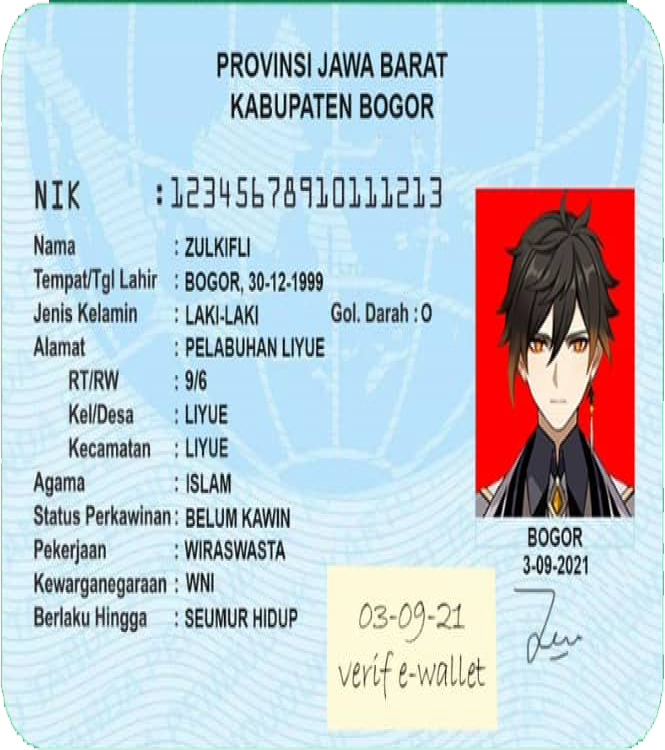 PROVINSI JAWA BARAT
KABUPATEN BOGOR
NIK :12345678910111213
Nama : ZULKIFLI
Tempat/Tgl Lahir : BOGOR, 30-12-1999
Jenis Kelamin : LAKI-LAKI Gol. Darah : O
Alamat : PELABUHAN LIYUE
RT/RW : 9/6
Kel/Desa : LIYUE
Kecamatan : LIYUE
Agama : ISLAM
Status Perkawinan : BELUM KAWIN
Pekerjaan : WIRASWASTA
Kewarganegaraan : WNI
Berlaku Hingga : SEUMUR HIDUP
BOGOR
3-09-2021
03-09-21
verif e-wallet